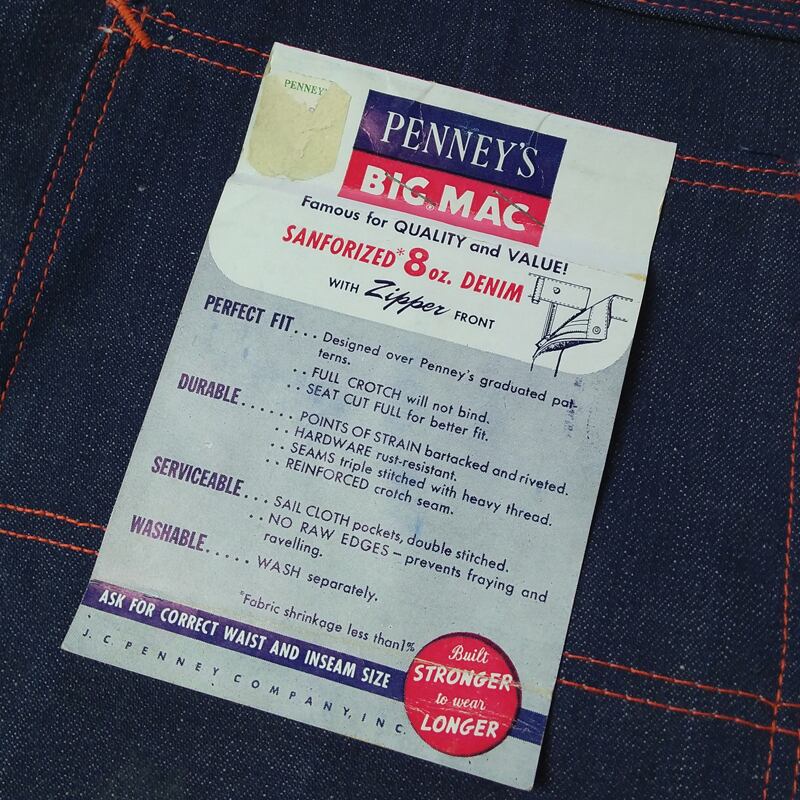 PENNEY'
PENNEY'S
BIG MAC
Famous for QUALITY and VALUE!
SANFORIZED* 8 oz. DENIM
WITH Zipper FRONT
PERFECT FIT... Designed over Penney's graduated pat-
terns.
.. FULL CROTCH will not bind.
.. SEAT CUT FULL for better fit.
DURABLE...... POINTS OF STRAIN bartacked and riveted.
.. HARDWARE rust-resistant.
.. SEAMS triple stitched with heavy thread.
.. REINFORCED crotch seam.
SERVICEABLE... SAIL CLOTH pockets, double stitched.
.. NO RAW EDGES – prevents fraying and
ravelling.
WASHABLE..... WASH separately.
*Fabric shrinkage less than 1%
ASK FOR CORRECT WAIST AND INSEAM SIZE
J. C. PENNEY COMPANY, INC.
Built
STRONGER
to wear
LONGER